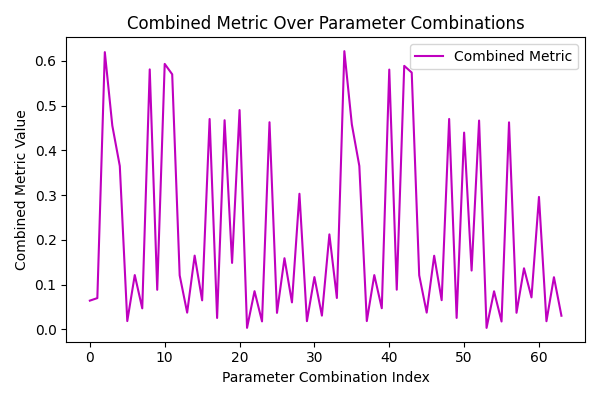 Combined Metric Over Parameter Combinations
Combined Metric
Combined Metric Value
0.6
0.5
0.4
0.3
0.2
0.1
0.0
0 10 20 30 40 50 60
Parameter Combination Index